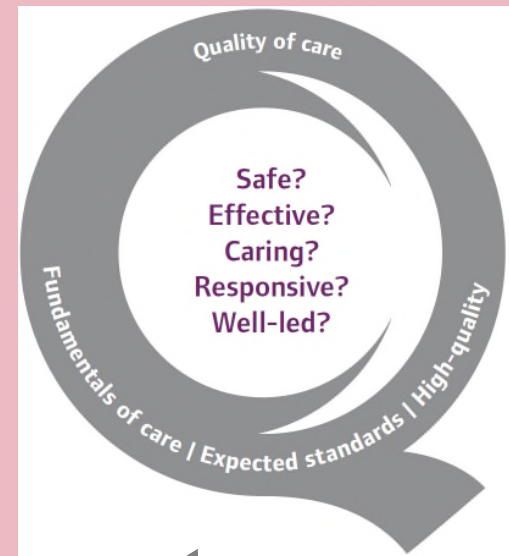 Quality of care
Safe?
Effective?
Caring?
Responsive?
Well-led?
Fundamentals of care | Expected standards | High-quality